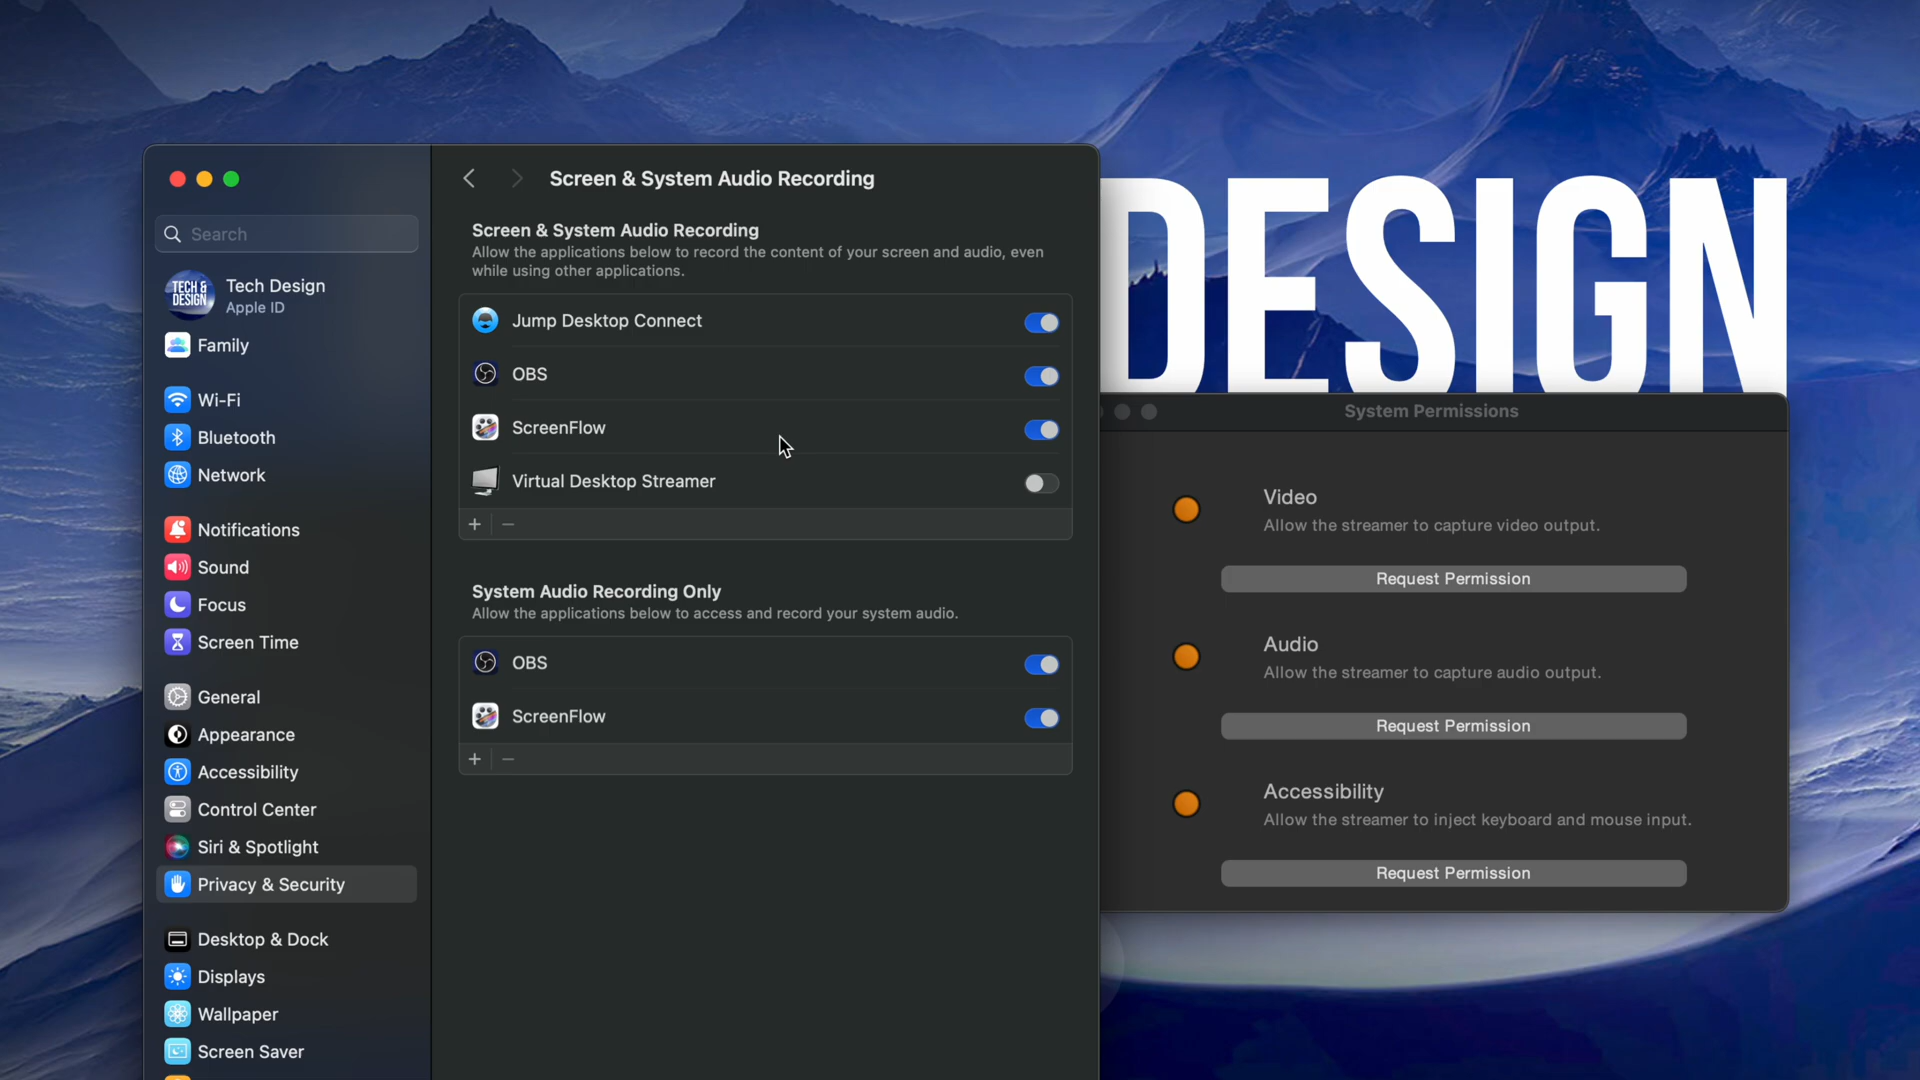 DESIGN
Search
TECH &
DESIGN
Tech Design
Apple ID
Family
Wi-Fi
Bluetooth
Network
Notifications
Sound
Focus
Screen Time
General
Appearance
Accessibility
Control Center
Siri & Spotlight
Privacy & Security
Desktop & Dock
Displays
Wallpaper
Screen Saver
Screen & System Audio Recording
Screen & System Audio Recording
Allow the applications below to record the content of your screen and audio, even
while using other applications.
Jump Desktop Connect
OBS
ScreenFlow
Virtual Desktop Streamer
System Audio Recording Only
Allow the applications below to access and record your system audio.
OBS
ScreenFlow
System Permissions
Video
Allow the streamer to capture video output.
Request Permission
Audio
Allow the streamer to capture audio output.
Request Permission
Accessibility
Allow the streamer to inject keyboard and mouse input.
Request Permission